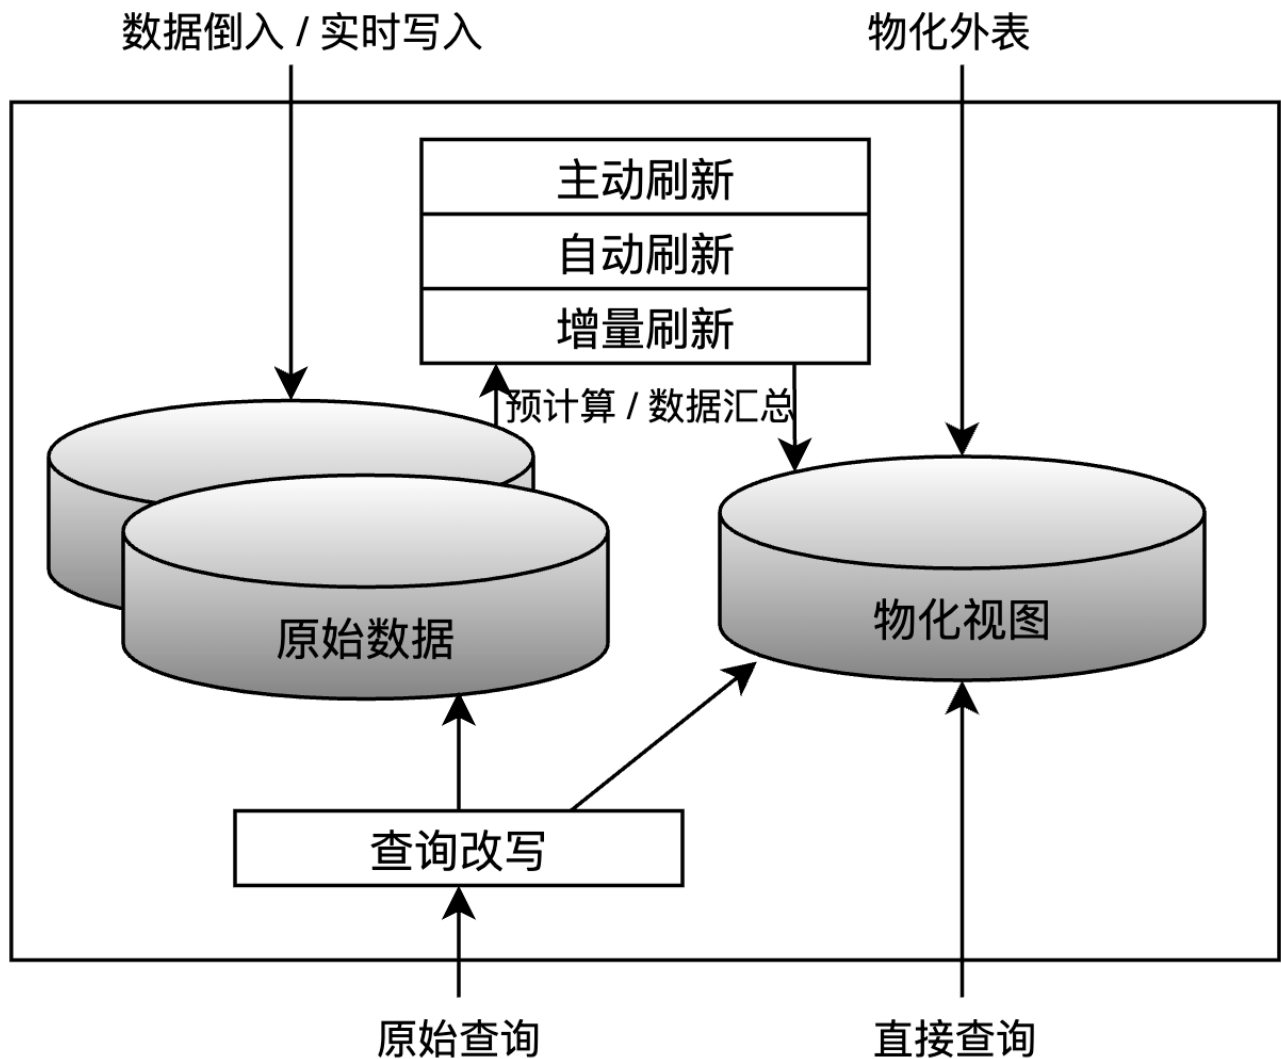 数据倒入 / 实时写入
物化外表
主动刷新
自动刷新
增量刷新
预计算 / 数据汇总
原始数据
物化视图
查询改写
原始查询
直接查询